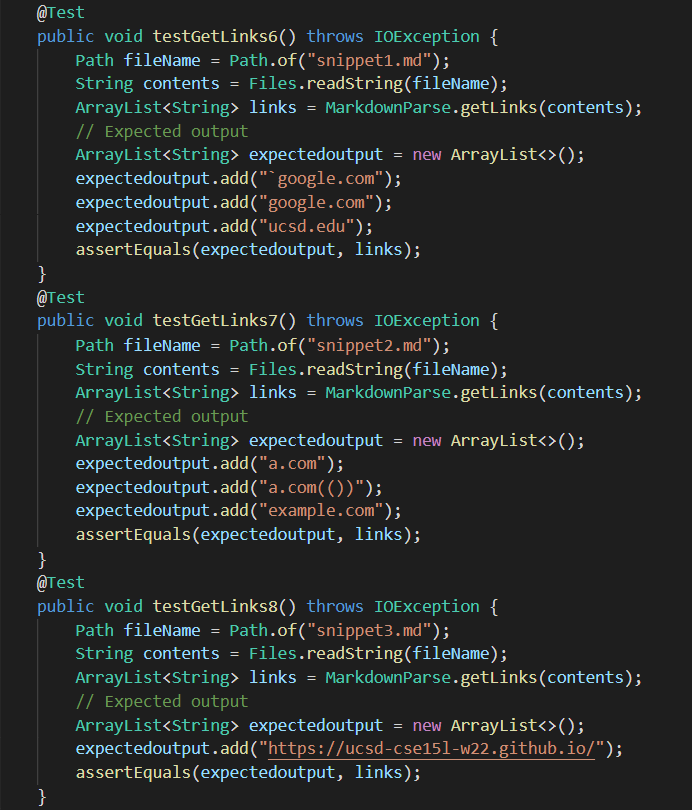 @Test
public void testGetLinks6() throws IOException {
    Path fileName = Path.of("snippet1.md");
    String contents = Files.readString(fileName);
    ArrayList<String> links = MarkdownParse.getLinks(contents);
    // Expected output
    ArrayList<String> expectedoutput = new ArrayList<>();
    expectedoutput.add("`google.com");
    expectedoutput.add("google.com");
    expectedoutput.add("ucsd.edu");
    assertEquals(expectedoutput, links);
}
@Test
public void testGetLinks7() throws IOException {
    Path fileName = Path.of("snippet2.md");
    String contents = Files.readString(fileName);
    ArrayList<String> links = MarkdownParse.getLinks(contents);
    // Expected output
    ArrayList<String> expectedoutput = new ArrayList<>();
    expectedoutput.add("a.com");
    expectedoutput.add("a.com(())");
    expectedoutput.add("example.com");
    assertEquals(expectedoutput, links);
}
@Test
public void testGetLinks8() throws IOException {
    Path fileName = Path.of("snippet3.md");
    String contents = Files.readString(fileName);
    ArrayList<String> links = MarkdownParse.getLinks(contents);
    // Expected output
    ArrayList<String> expectedoutput = new ArrayList<>();
    expectedoutput.add("https://ucsd-cse15l-w22.github.io/");
    assertEquals(expectedoutput, links);
}